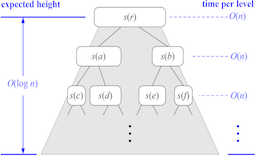 expected height
time per level
s(r)
O(n)
s(a)
s(b)
O(n)
O(log n)
s(c)
s(d)
s(e)
s(f)
O(n)